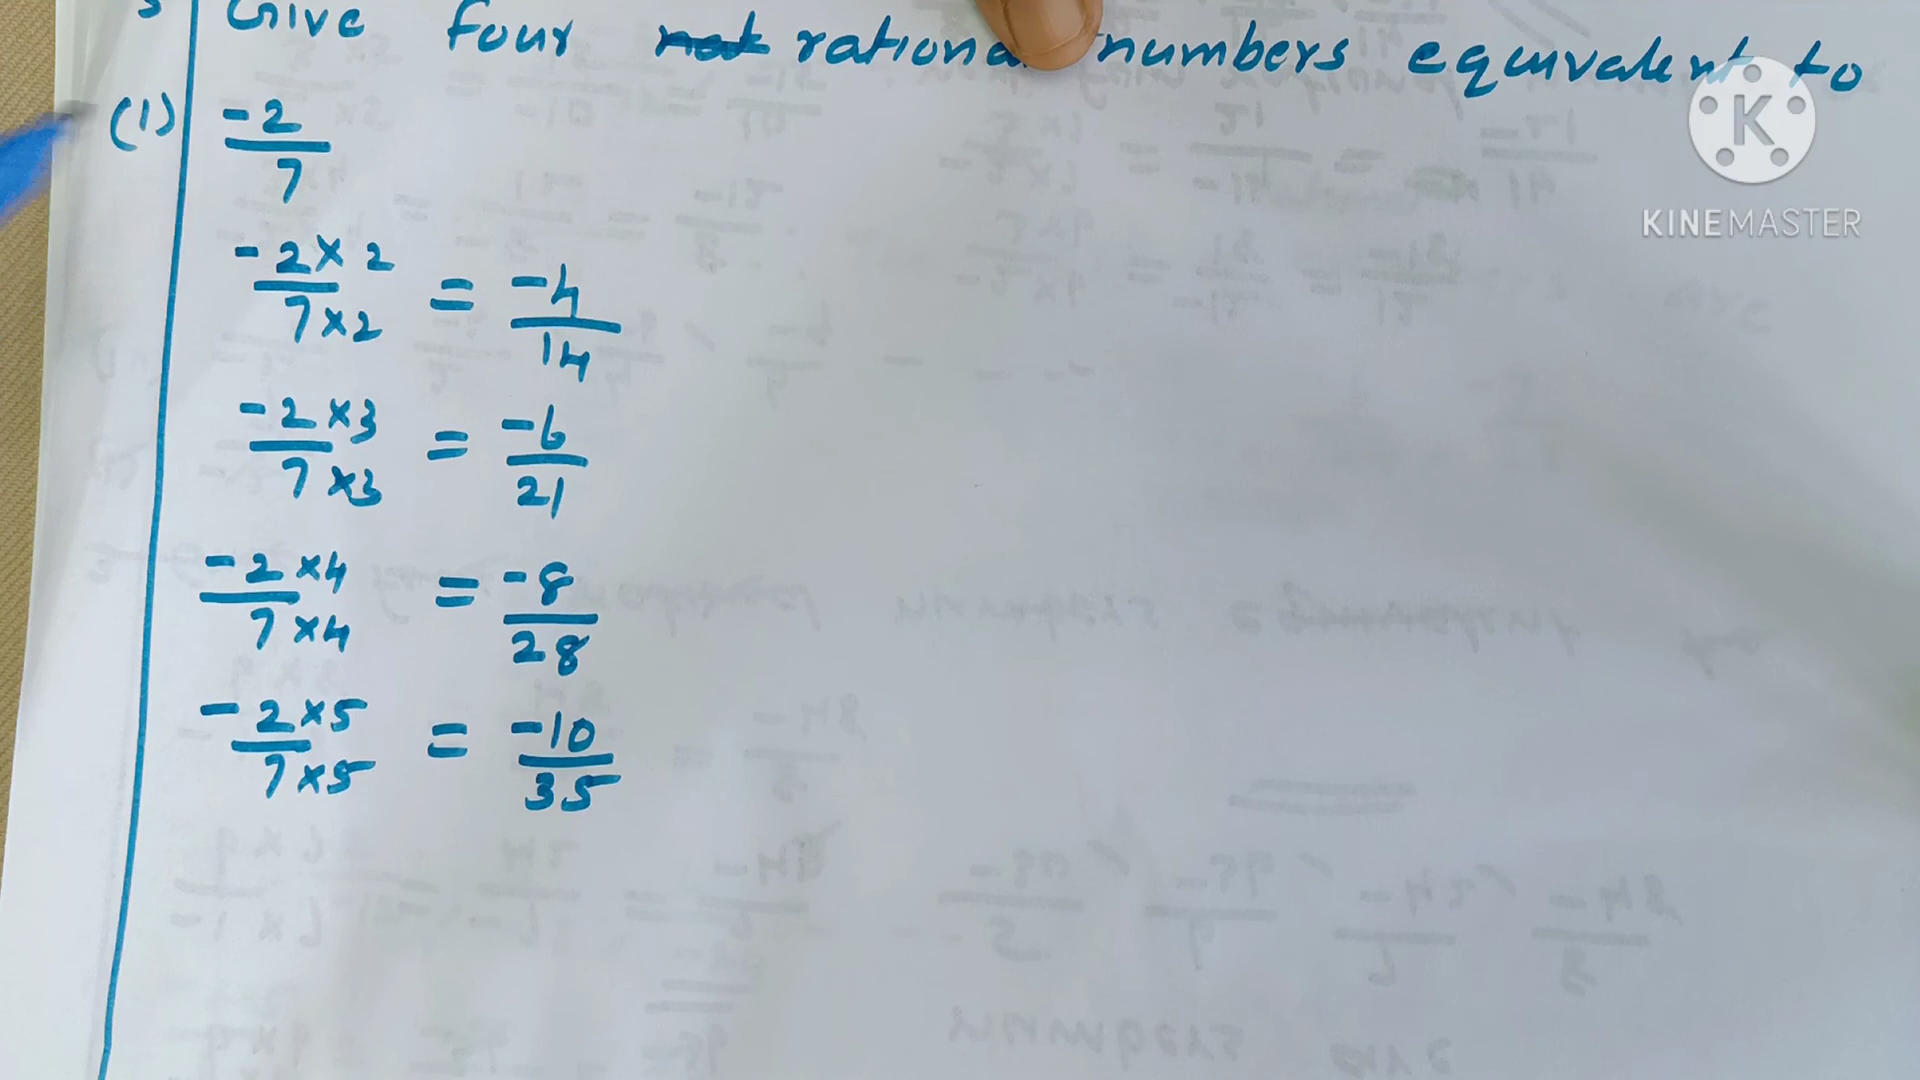 Give four rational numbers equivalent to
(1) -2/7
-2×2/7×2 = -4/14
-2×3/7×3 = -6/21
-2×4/7×4 = -8/28
-2×5/7×5 = -10/35
K
KINEMASTER